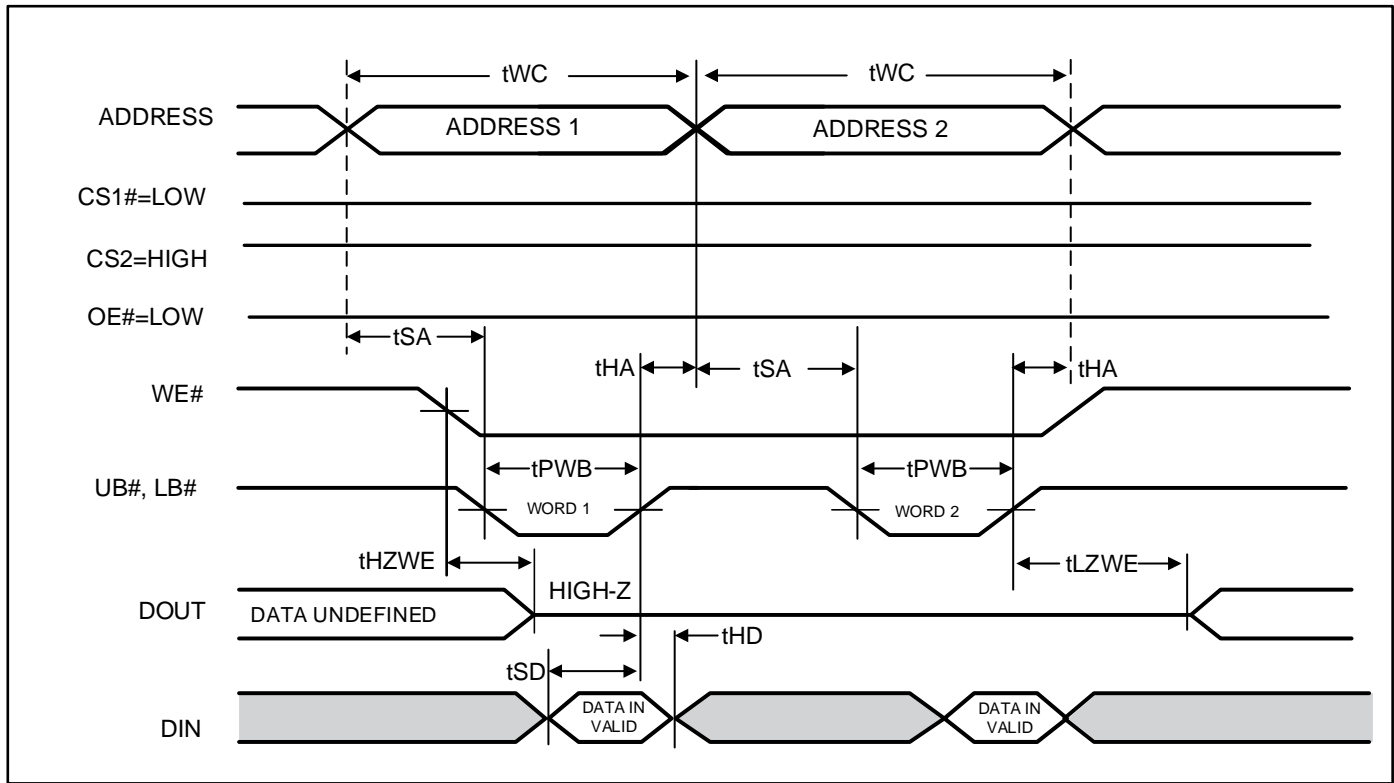 tWC
tWC
ADDRESS
ADDRESS 1
ADDRESS 2
CS1#=LOW
CS2=HIGH
OE#=LOW
tSA
tHA
tSA
tHA
WE#
tPWB
tPWB
UB#, LB#
WORD 1
WORD 2
tHZWE
tLZWE
HIGH-Z
DOUT
DATA UNDEFINED
tHD
tSD
DIN
DATA IN
VALID
DATA IN
VALID